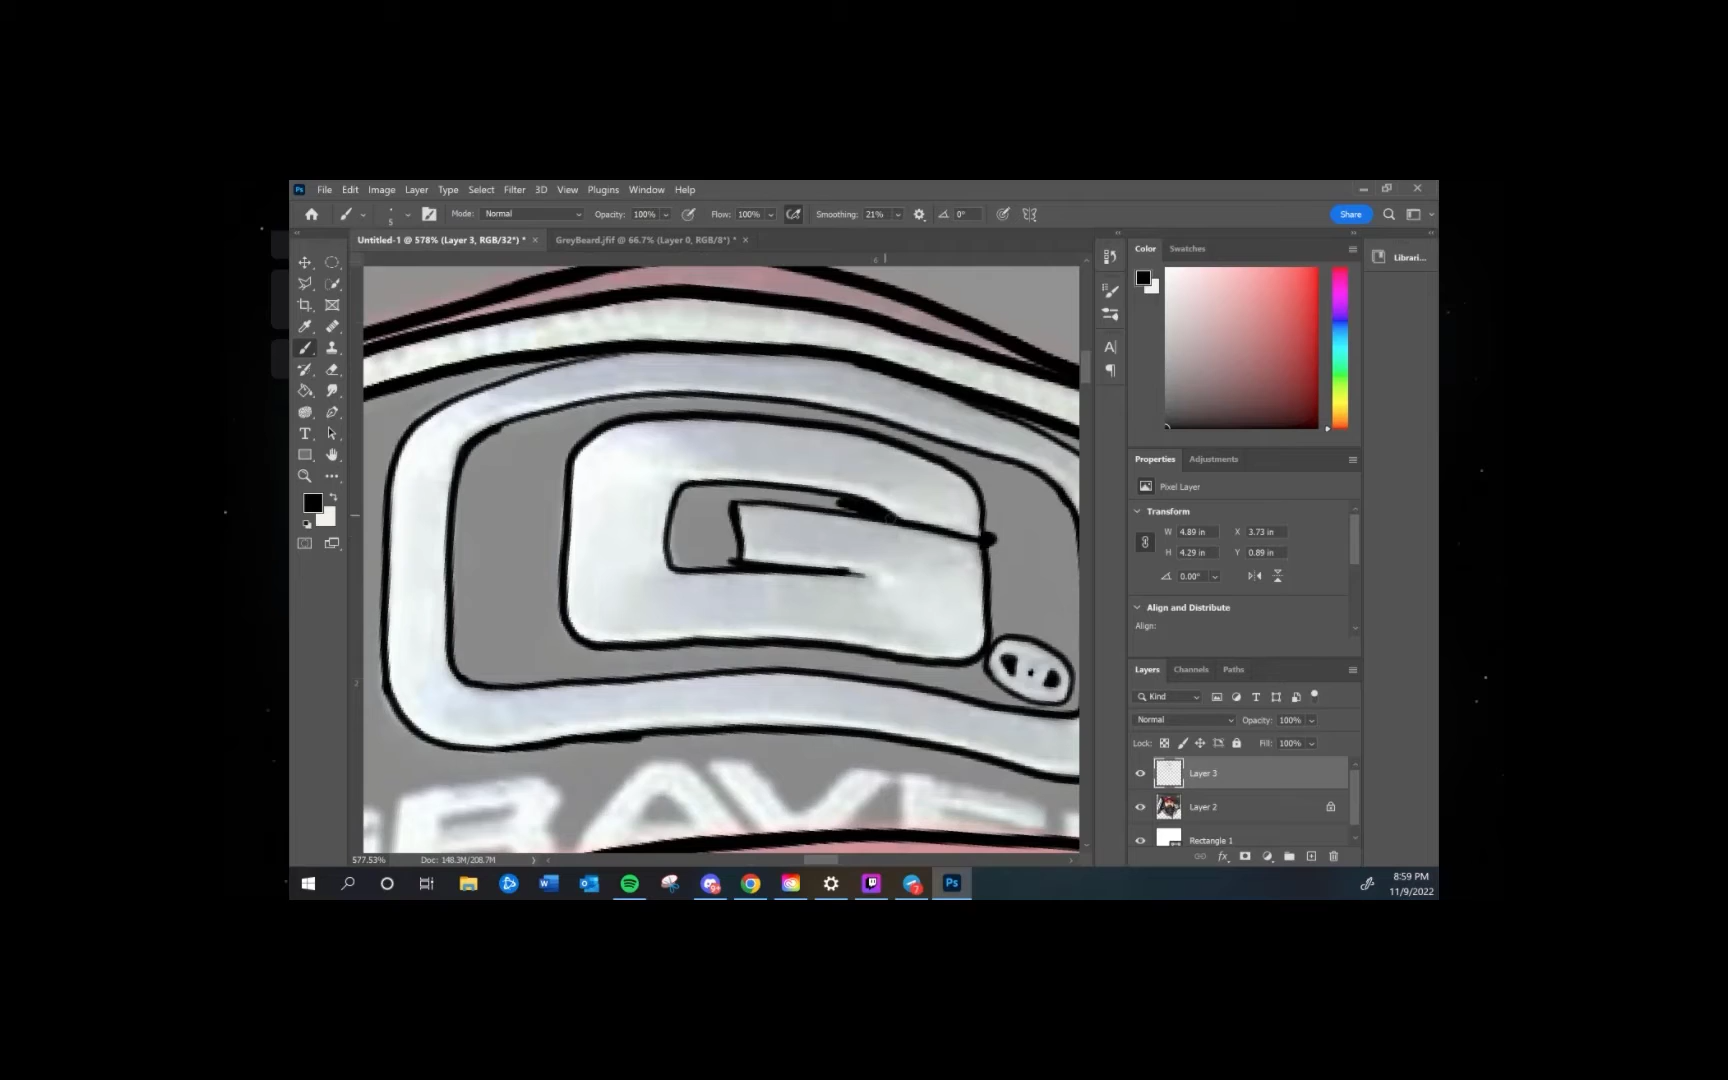 Ps File Edit Image Layer Type Select Filter 3D View Plugins Window Help
5 Mode: Normal Opacity: 100% Flow: 100% Smoothing: 21% 0° Share
Untitled-1 @ 578% (Layer 3, RGB/32*) * × GreyBeard.jfif @ 66.7% (Layer 0, RGB/8*) * ×
Color Swatches
Librari...
Properties Adjustments
Pixel Layer
Transform
W 4.89 in X 3.73 in
H 4.29 in Y 0.89 in
0.00°
Align and Distribute
Align:
Layers Channels Paths
Kind
Normal Opacity: 100%
Lock: Fill: 100%
Layer 3
Layer 2
Rectangle 1
G
RAVE
577.53% Doc: 148.3M/208.7M
8:59 PM
11/9/2022